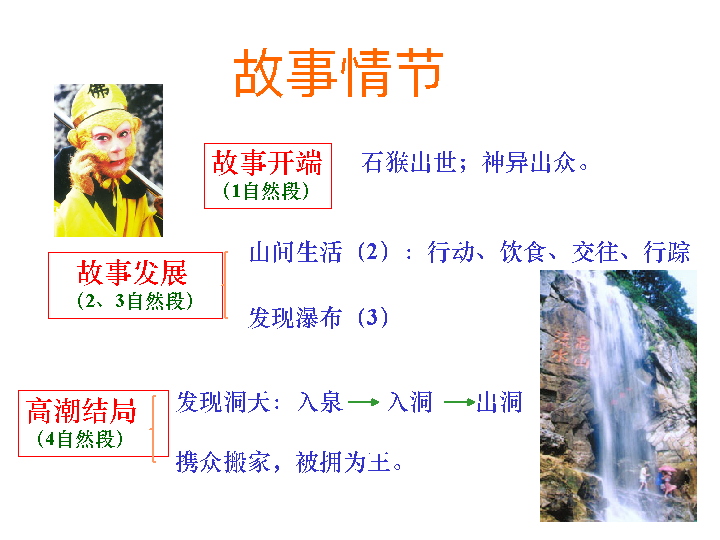 故事情节
佛
故事开端
（1自然段）
石猴出世；神异出众。
故事发展
（2、3自然段）
山间生活（2）：行动、饮食、交往、行踪
发现瀑布（3）
高潮结局
（4自然段）
发现洞天：入泉 入洞 出洞
携众搬家，被拥为王。